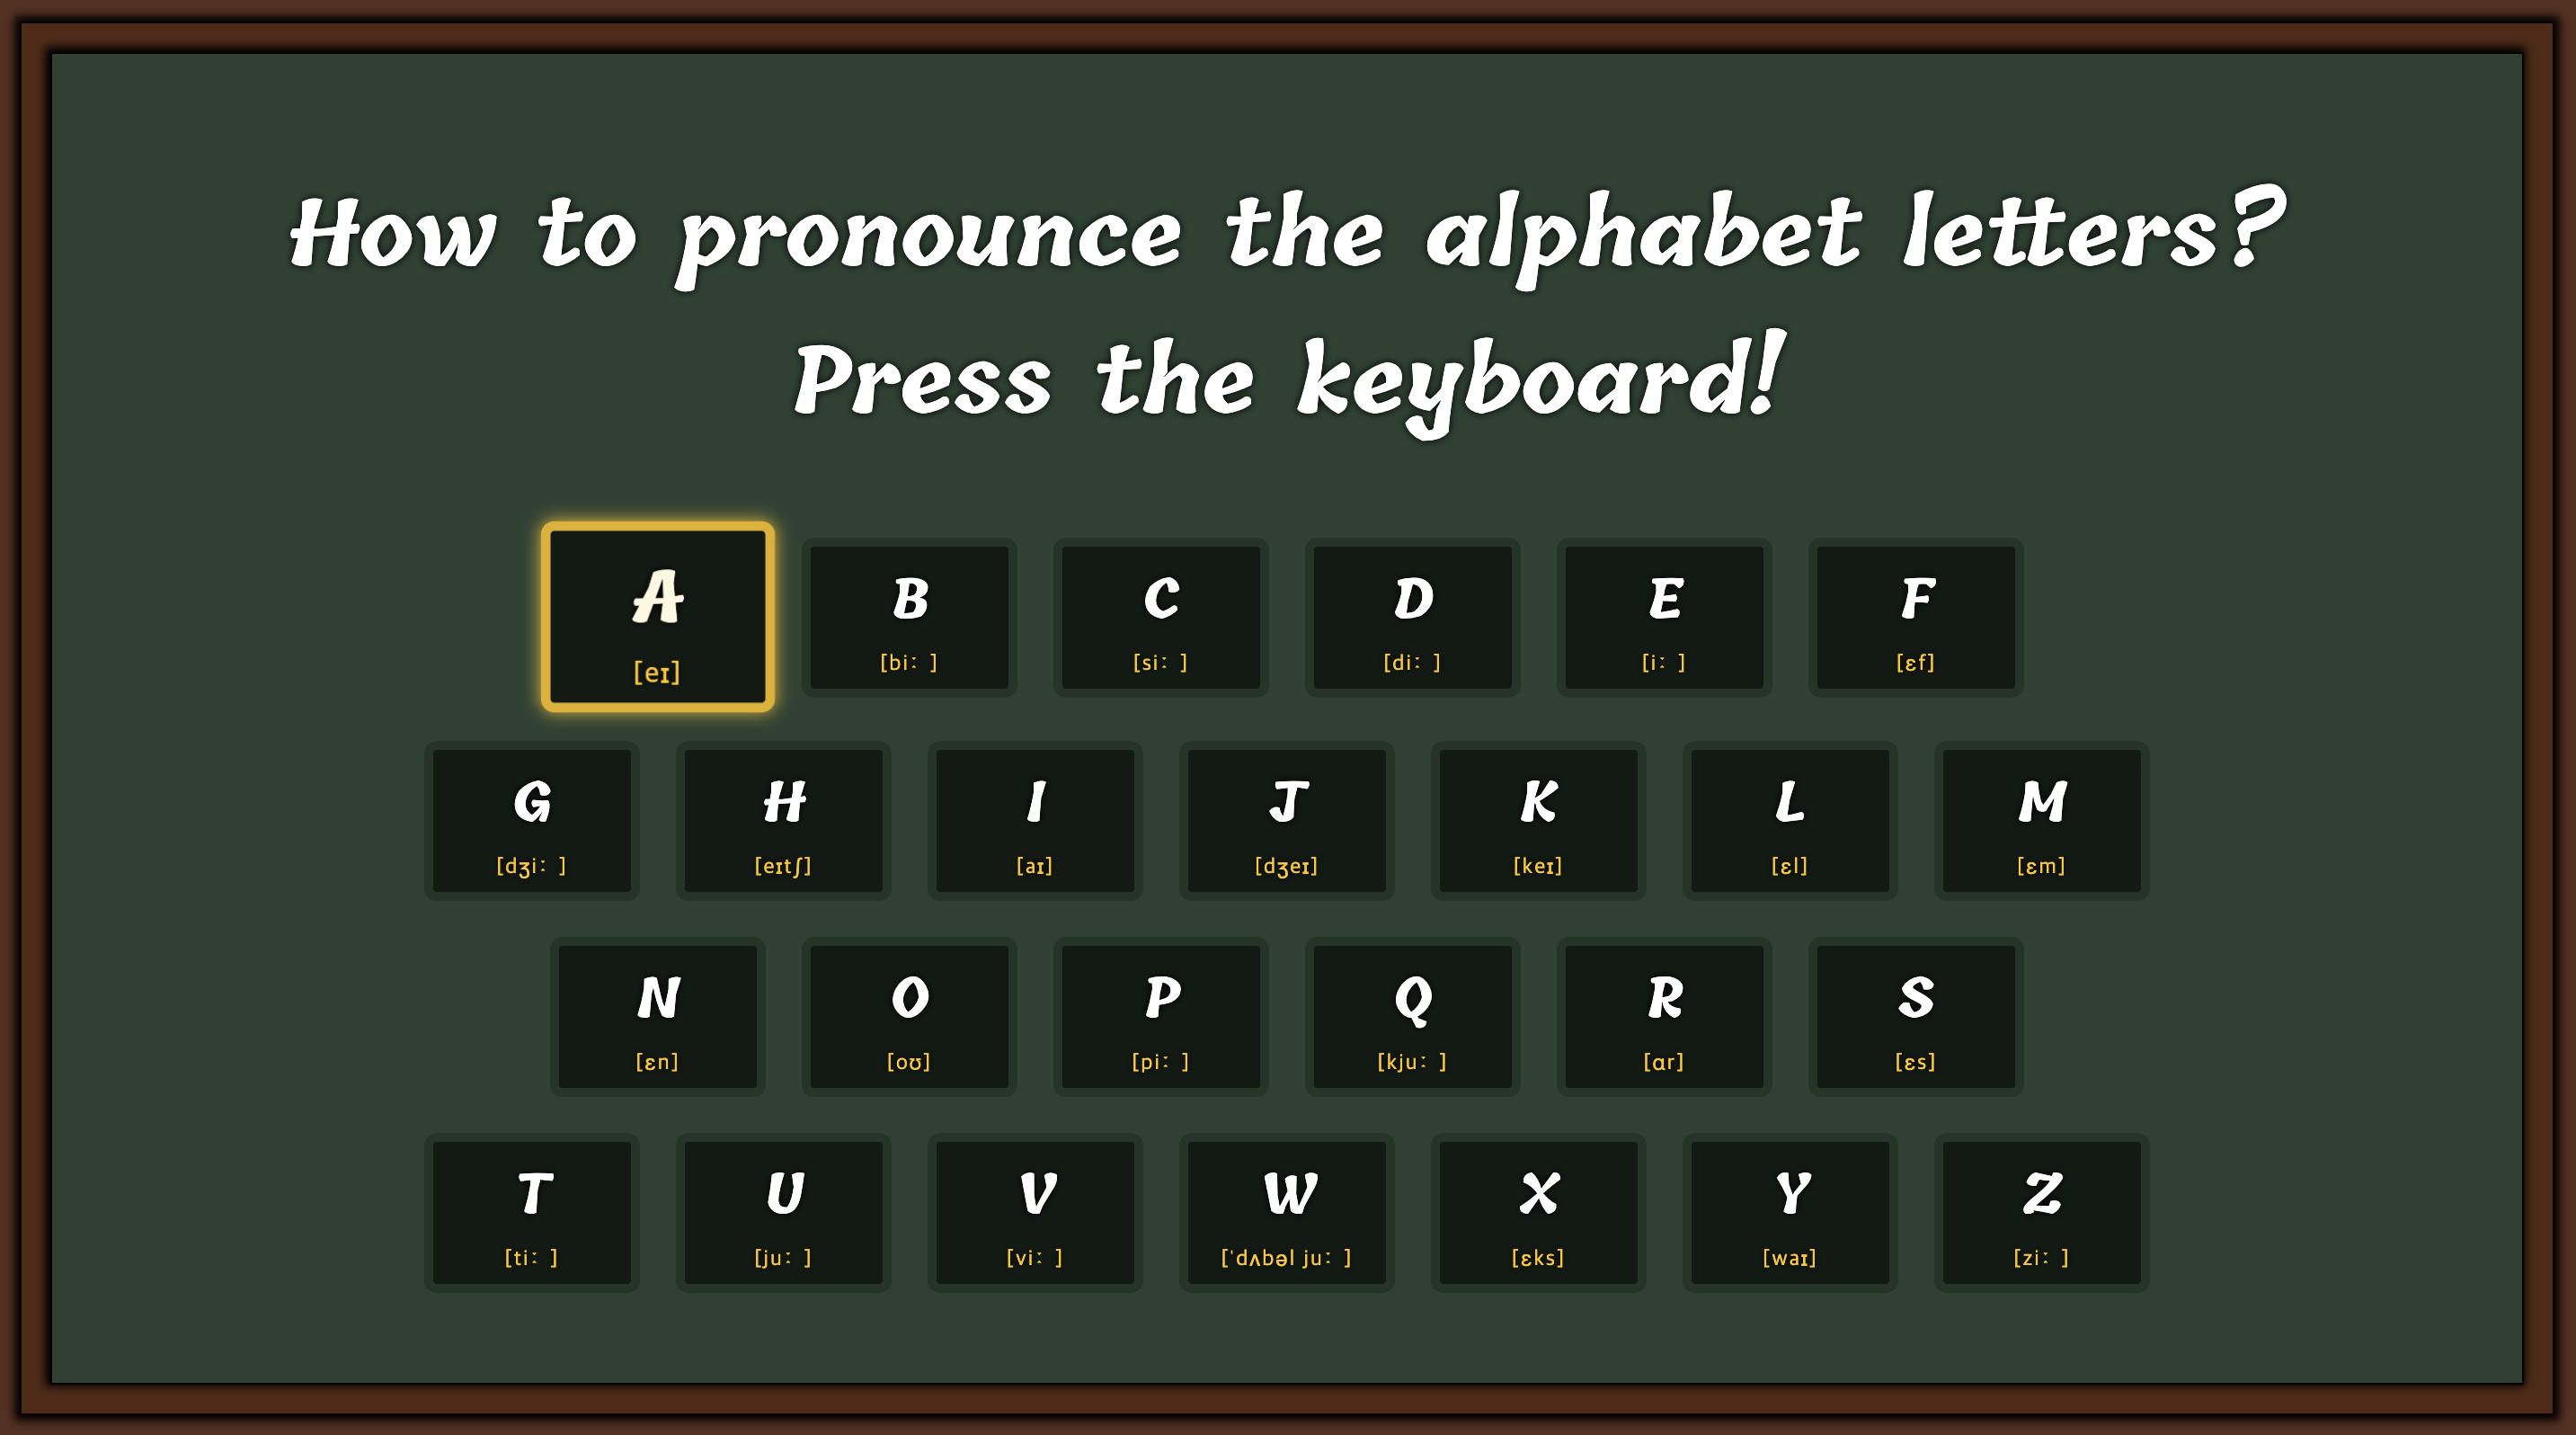 How to pronounce the alphabet letters?
Press the keyboard!
A B C D E F
[eɪ] [biː ] [siː ] [diː ] [iː ] [ɛf]
G H I J K L M
[dʒiː ] [eɪtʃ] [aɪ] [dʒeɪ] [keɪ] [ɛl] [ɛm]
N O P Q R S
[ɛn] [oʊ] [piː ] [kjuː ] [ɑr] [ɛs]
T U V W X Y Z
[tiː ] [juː ] [viː ] [ˈdʌbəl juː ] [ɛks] [waɪ] [ziː ]